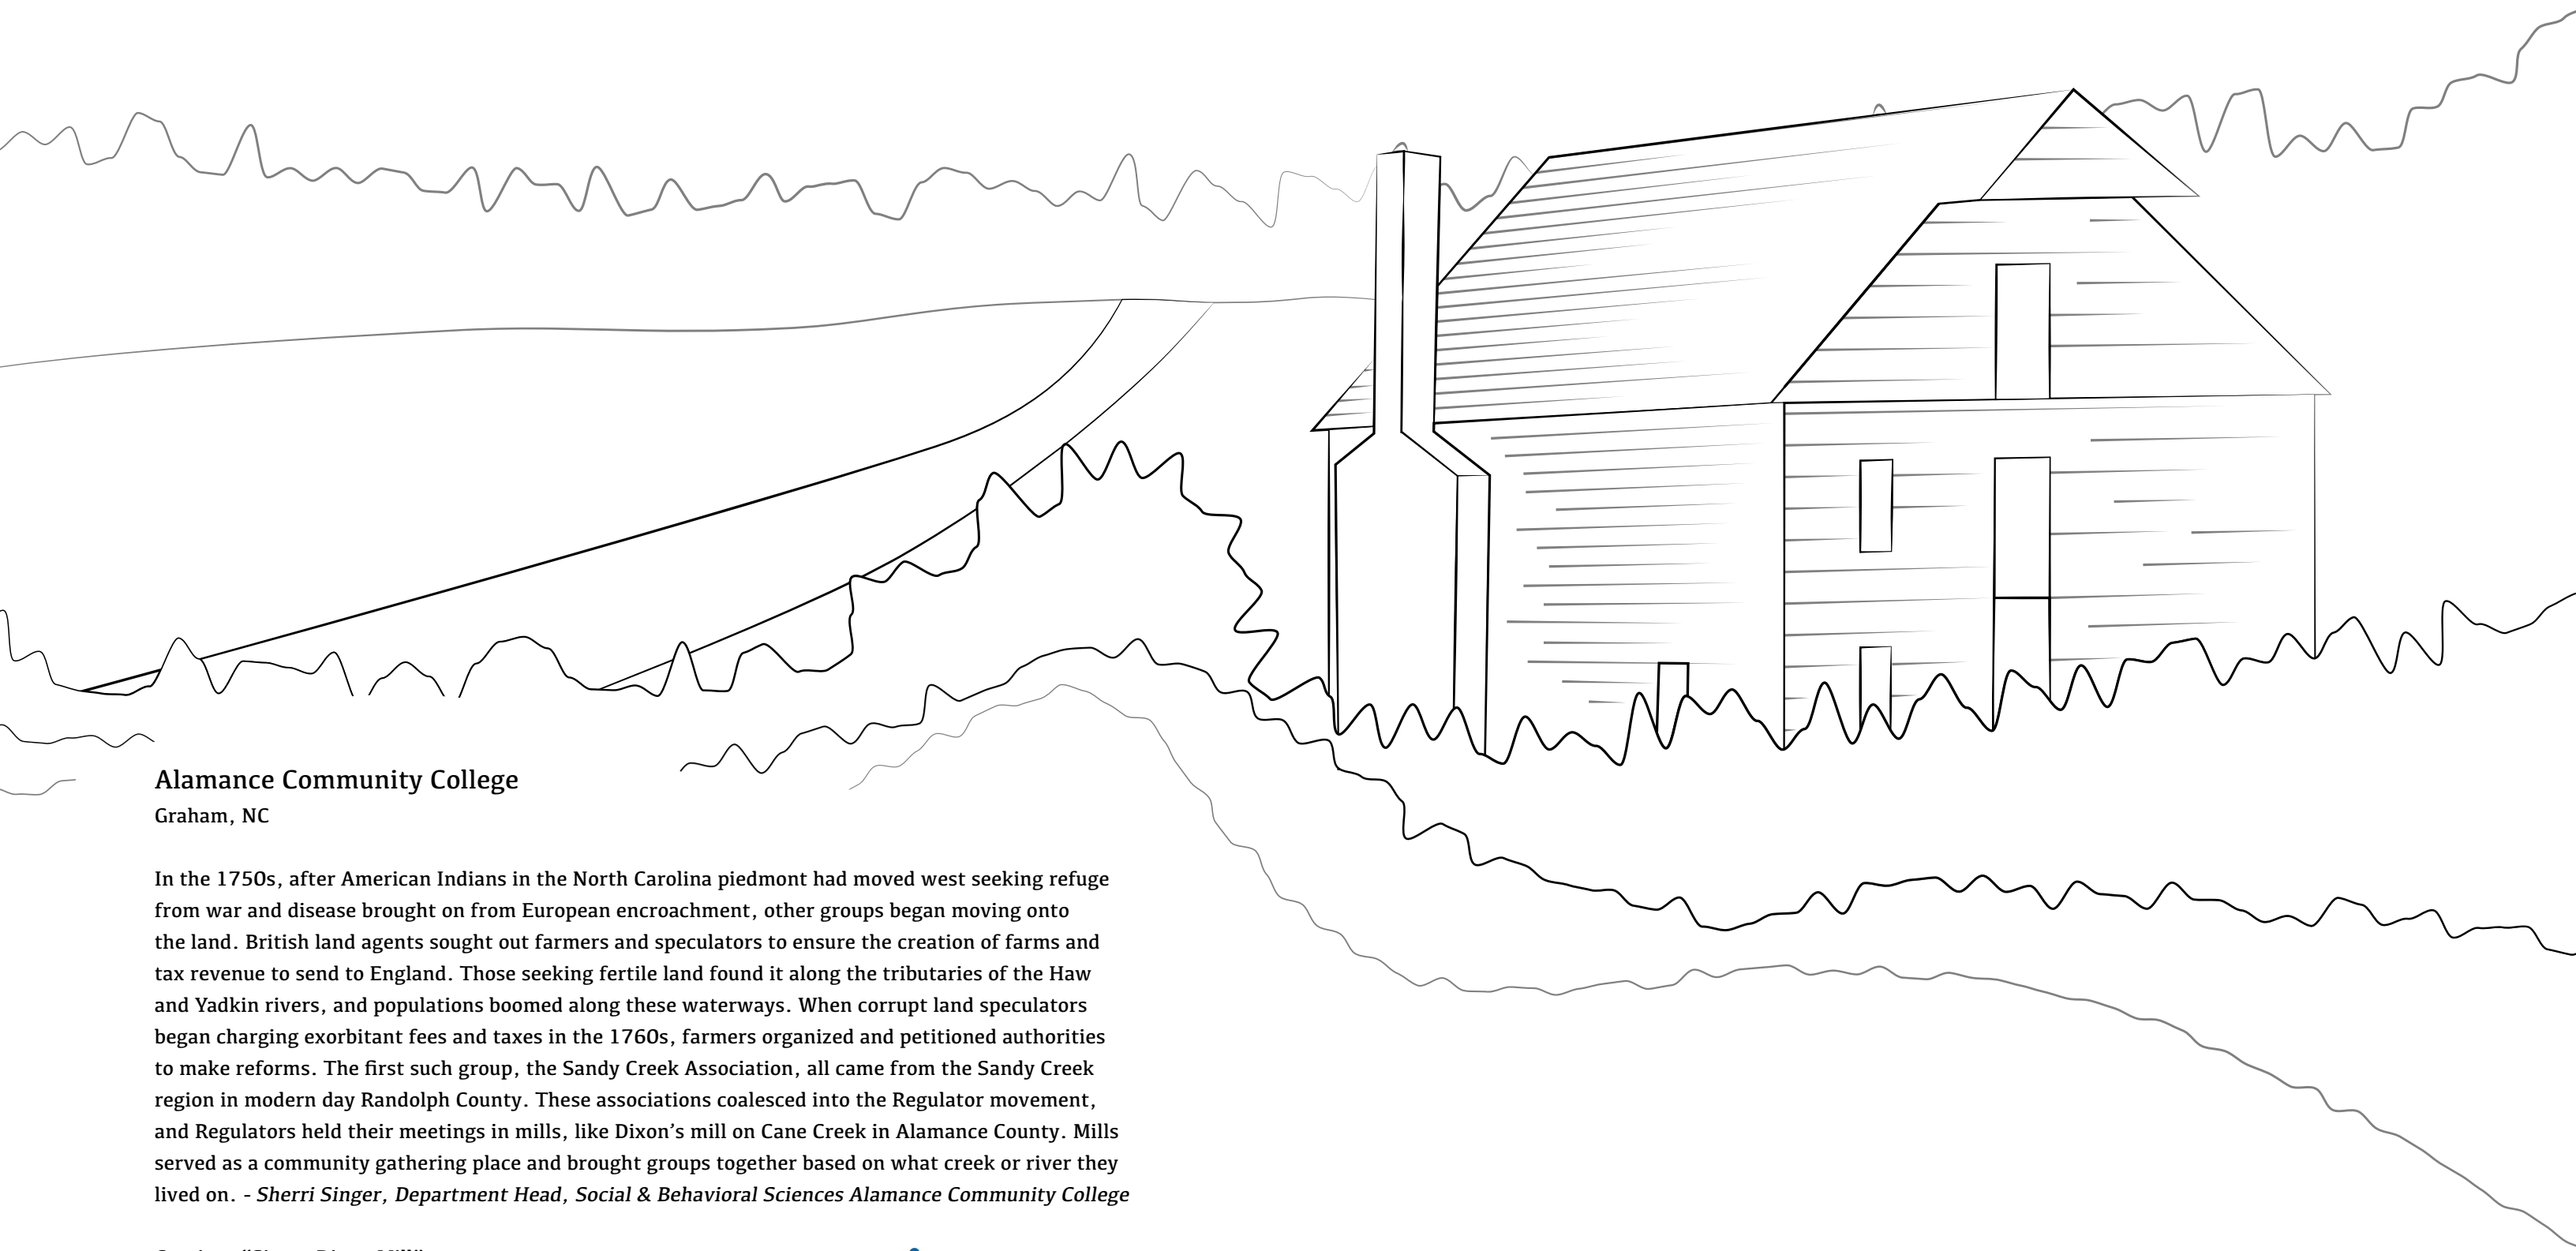 Alamance Community College
Graham, NC
In the 1750s, after American Indians in the North Carolina piedmont had moved west seeking refuge
from war and disease brought on from European encroachment, other groups began moving onto
the land. British land agents sought out farmers and speculators to ensure the creation of farms and
tax revenue to send to England. Those seeking fertile land found it along the tributaries of the Haw
and Yadkin rivers, and populations boomed along these waterways. When corrupt land speculators
began charging exorbitant fees and taxes in the 1760s, farmers organized and petitioned authorities
to make reforms. The first such group, the Sandy Creek Association, all came from the Sandy Creek
region in modern day Randolph County. These associations coalesced into the Regulator movement,
and Regulators held their meetings in mills, like Dixon’s mill on Cane Creek in Alamance County. Mills
served as a community gathering place and brought groups together based on what creek or river they
lived on. - Sherri Singer, Department Head, Social & Behavioral Sciences Alamance Community College